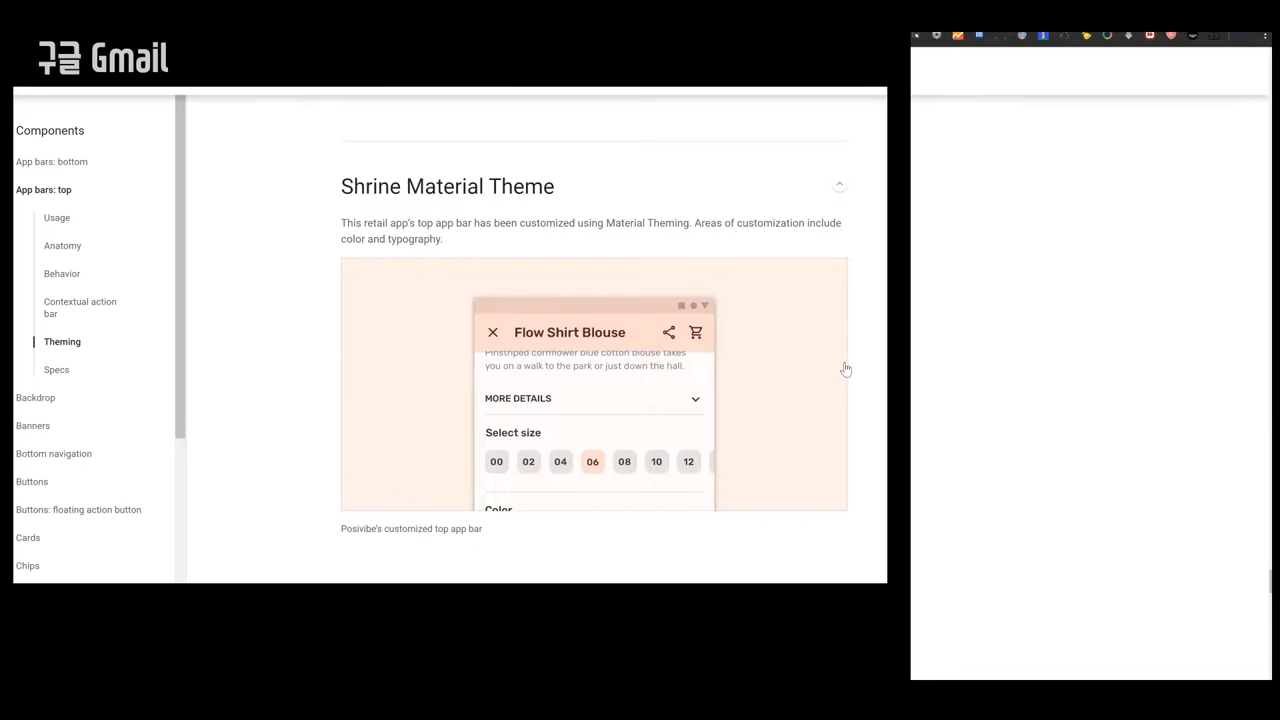 구글 Gmail
Components
App bars: bottom
App bars: top
Usage
Anatomy
Behavior
Contextual action
bar
Theming
Specs
Backdrop
Banners
Bottom navigation
Buttons
Buttons: floating action button
Cards
Chips
Shrine Material Theme
This retail app's top app bar has been customized using Material Theming. Areas of customization include
color and typography.
Flow Shirt Blouse
Pinstriped cornflower blue cotton blouse takes
you on a walk to the park or just down the hall.
MORE DETAILS
Select size
00 02 04 06 08 10 12
Color
Posivibe's customized top app bar